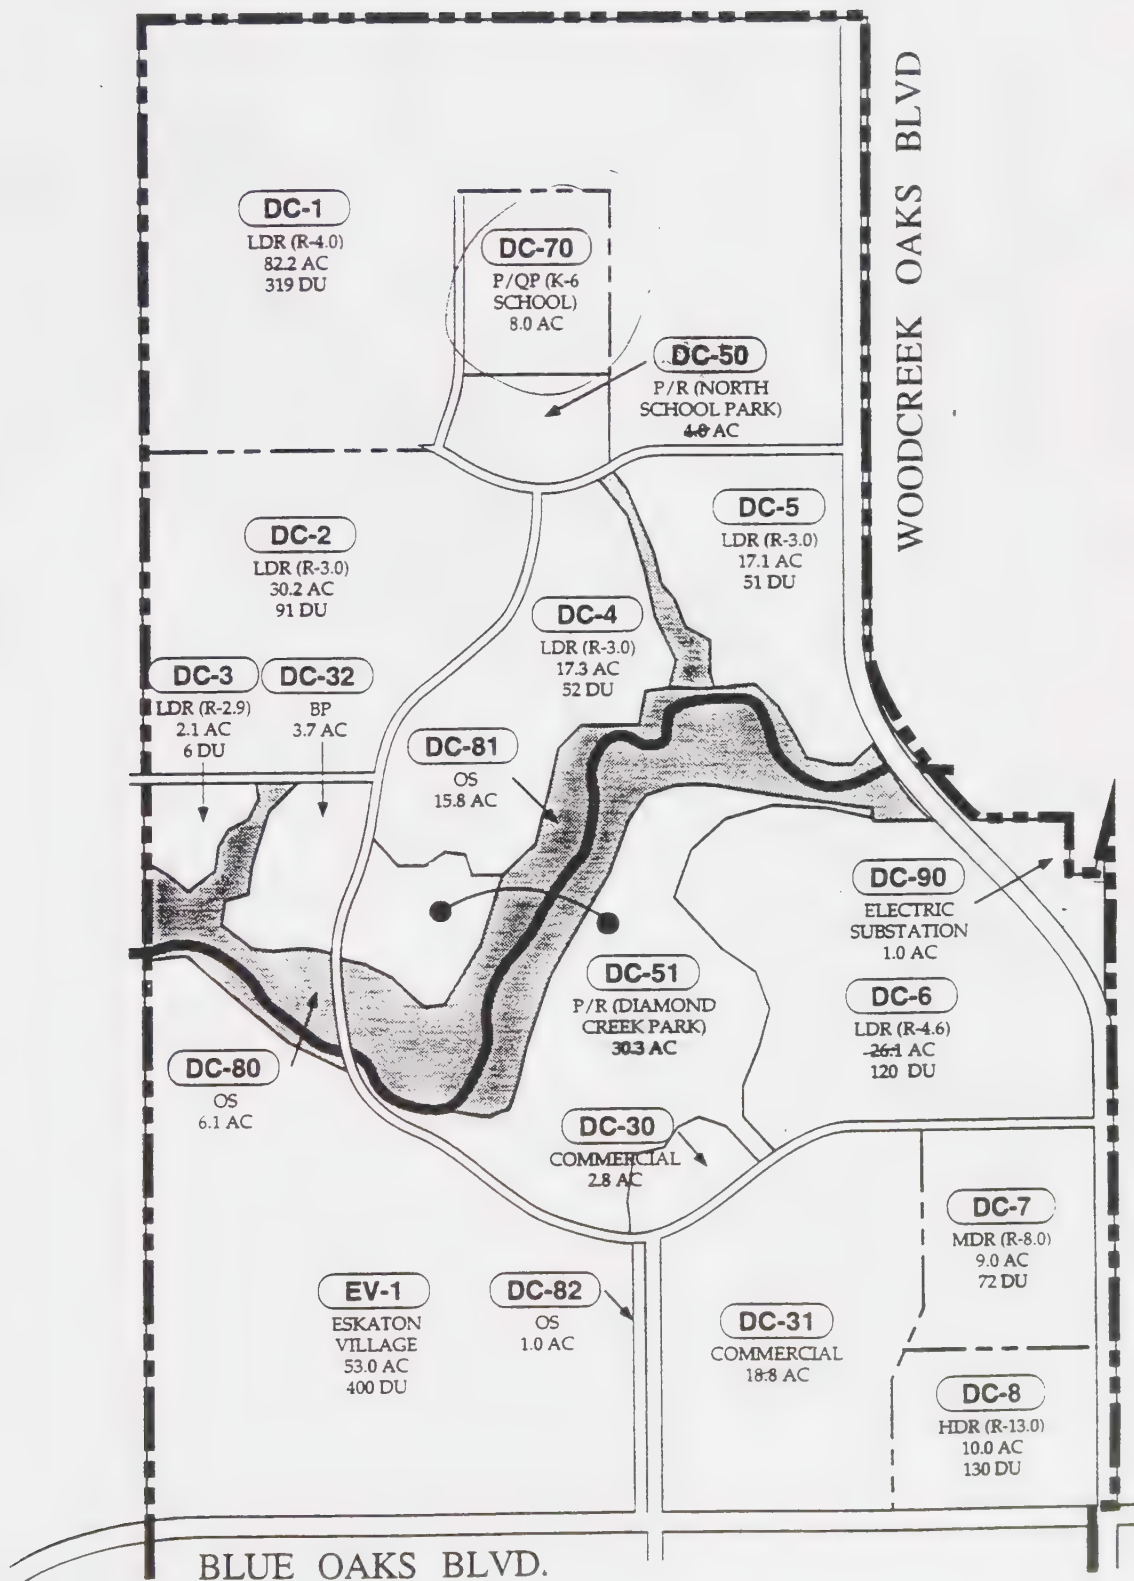 WOODCREEK OAKS BLVD
DC-1
LDR (R-4.0)
82.2 AC
319 DU
DC-70
P/QP (K-6
SCHOOL)
8.0 AC
DC-50
P/R (NORTH
SCHOOL PARK)
4.8 AC
DC-2
LDR (R-3.0)
30.2 AC
91 DU
DC-5
LDR (R-3.0)
17.1 AC
51 DU
DC-4
LDR (R-3.0)
17.3 AC
52 DU
DC-3
LDR (R-2.9)
2.1 AC
6 DU
DC-32
BP
3.7 AC
DC-81
OS
15.8 AC
DC-90
ELECTRIC
SUBSTATION
1.0 AC
DC-51
P/R (DIAMOND
CREEK PARK)
30.3 AC
DC-6
LDR (R-4.6)
26.1 AC
120 DU
DC-80
OS
6.1 AC
DC-30
COMMERCIAL
2.8 AC
DC-7
MDR (R-8.0)
9.0 AC
72 DU
EV-1
ESKATON
VILLAGE
53.0 AC
400 DU
DC-82
OS
1.0 AC
DC-31
COMMERCIAL
18.8 AC
DC-8
HDR (R-13.0)
10.0 AC
130 DU
BLUE OAKS BLVD.